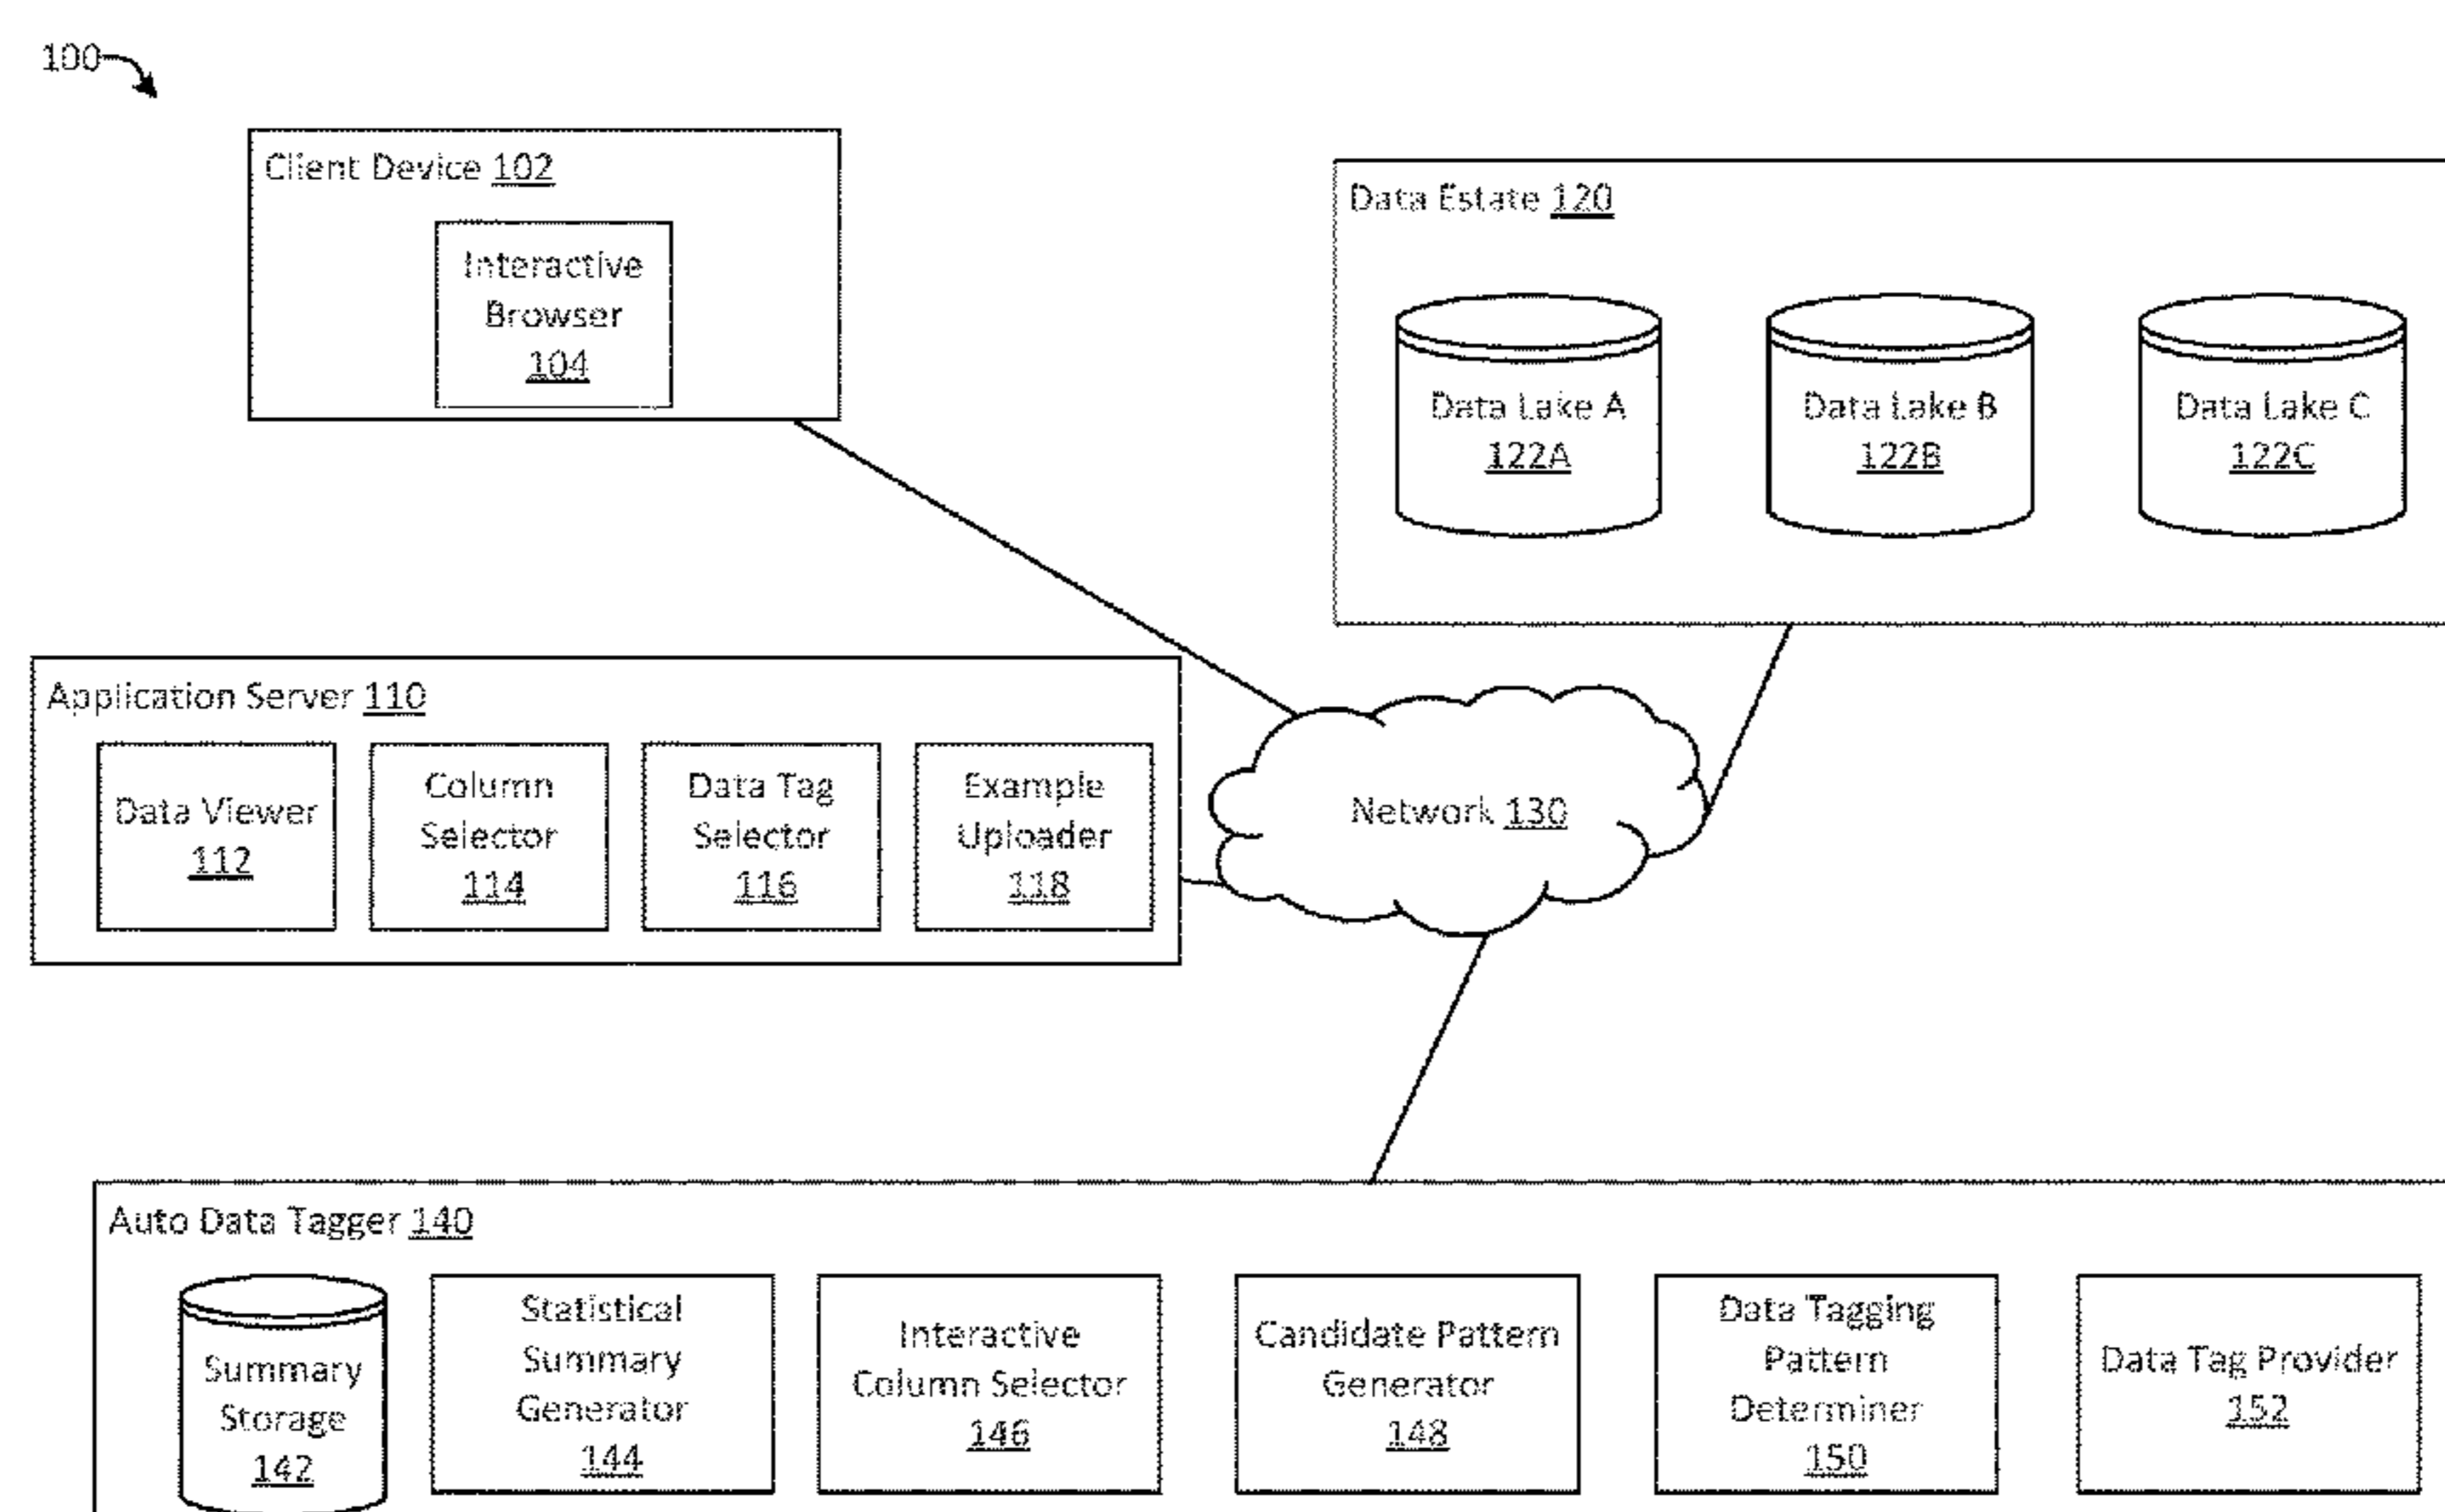 100
Client Device 102
Interactive
Browser
104
Data Estate 120
Data Lake A
122A
Data Lake B
122B
Data Lake C
122C
Application Server 110
Data Viewer
112
Column
Selector
114
Data Tag
Selector
116
Example
Uploader
118
Network 130
Auto Data Tagger 140
Summary
Storage
142
Statistical
Summary
Generator
144
Interactive
Column Selector
146
Candidate Pattern
Generator
148
Data Tagging
Pattern
Determiner
150
Data Tag Provider
152